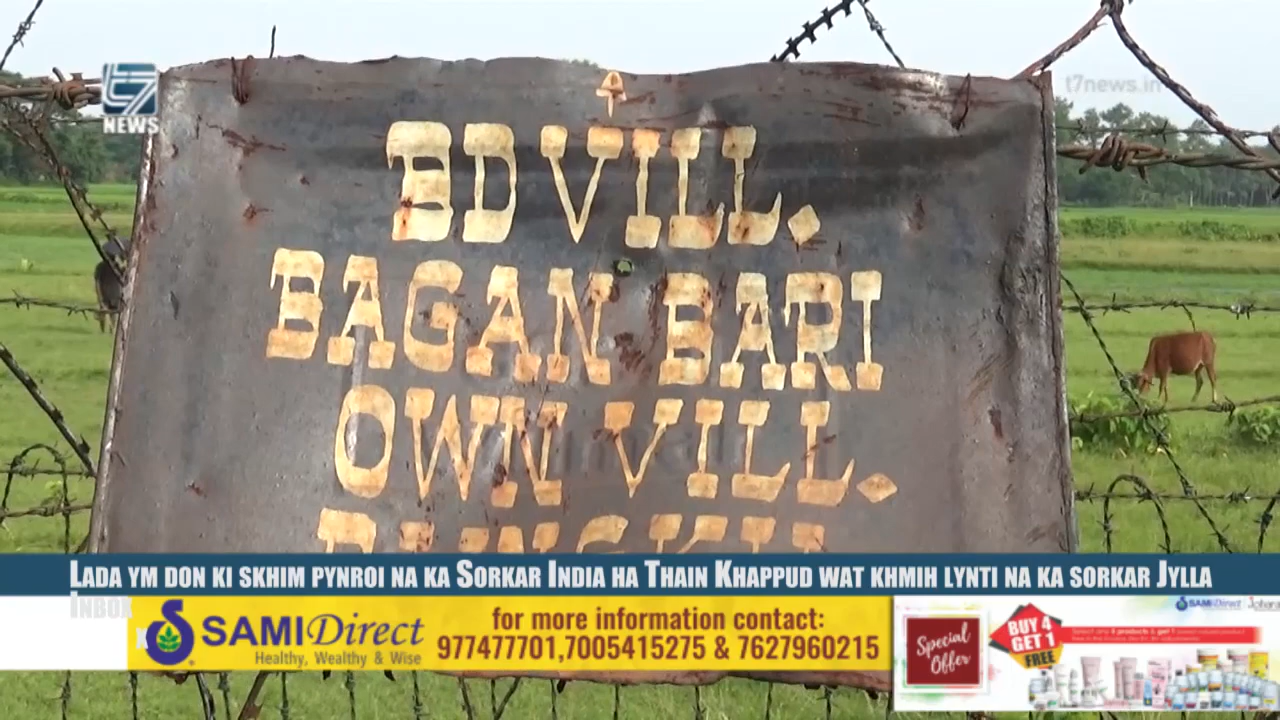 t7
NEWS
t7news.in
BD VILL.
BAGAN BARI
OWN VILL.
LADA YM DON KI SKHIM PYNROI NA KA SORKAR INDIA HA THAIN KHAPPUD WAT KHMIH LYNTI NA KA SORKAR JYLLA
INBOR
SAMI Direct
Healthy, Wealthy & Wise
for more information contact:
977477701,7005415275 & 7627960215
Special
Offer
BUY 4
GET 1
FREE